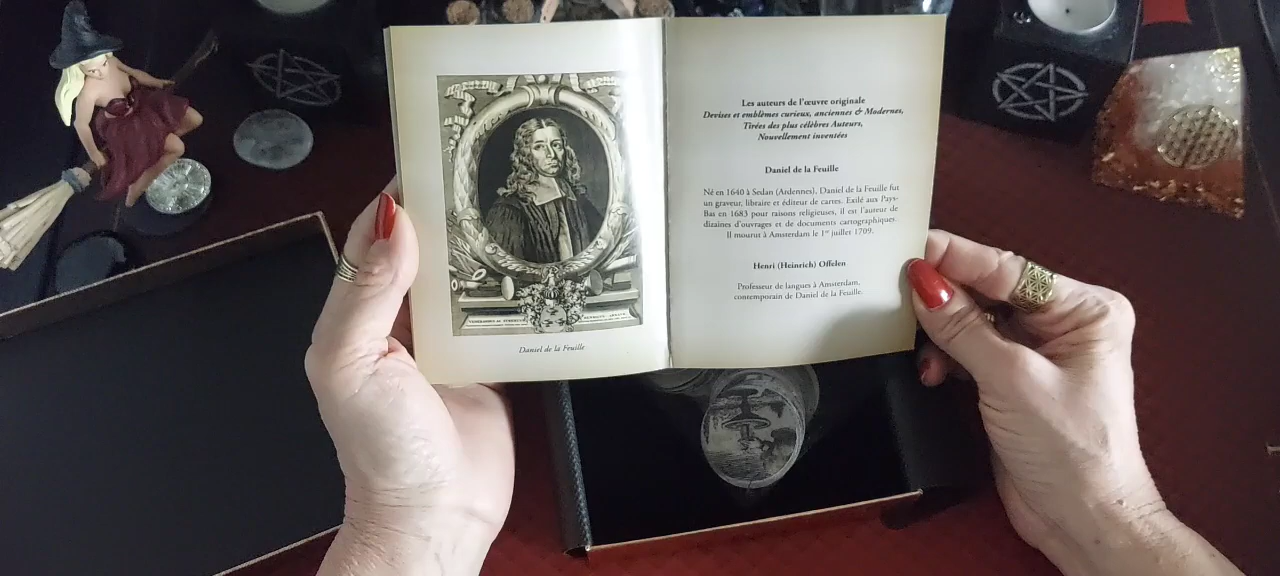 Daniel de la Feuille
Les auteurs de l'œuvre originale
Devises et emblèmes curieux, anciennes & Modernes,
Tirées des plus célèbres Auteurs,
Nouvellement inventées
Daniel de la Feuille
Né en 1640 à Sedan (Ardennes), Daniel de la Feuille fut
un graveur, libraire et éditeur de cartes. Exilé aux Pays-
Bas en 1683 pour raisons religieuses, il est l'auteur de
dizaines d'ouvrages et de documents cartographiques.
Il mourut à Amsterdam le 1er juillet 1709.
Henri (Heinrich) Offelen
Professeur de langues à Amsterdam,
contemporain de Daniel de la Feuille.